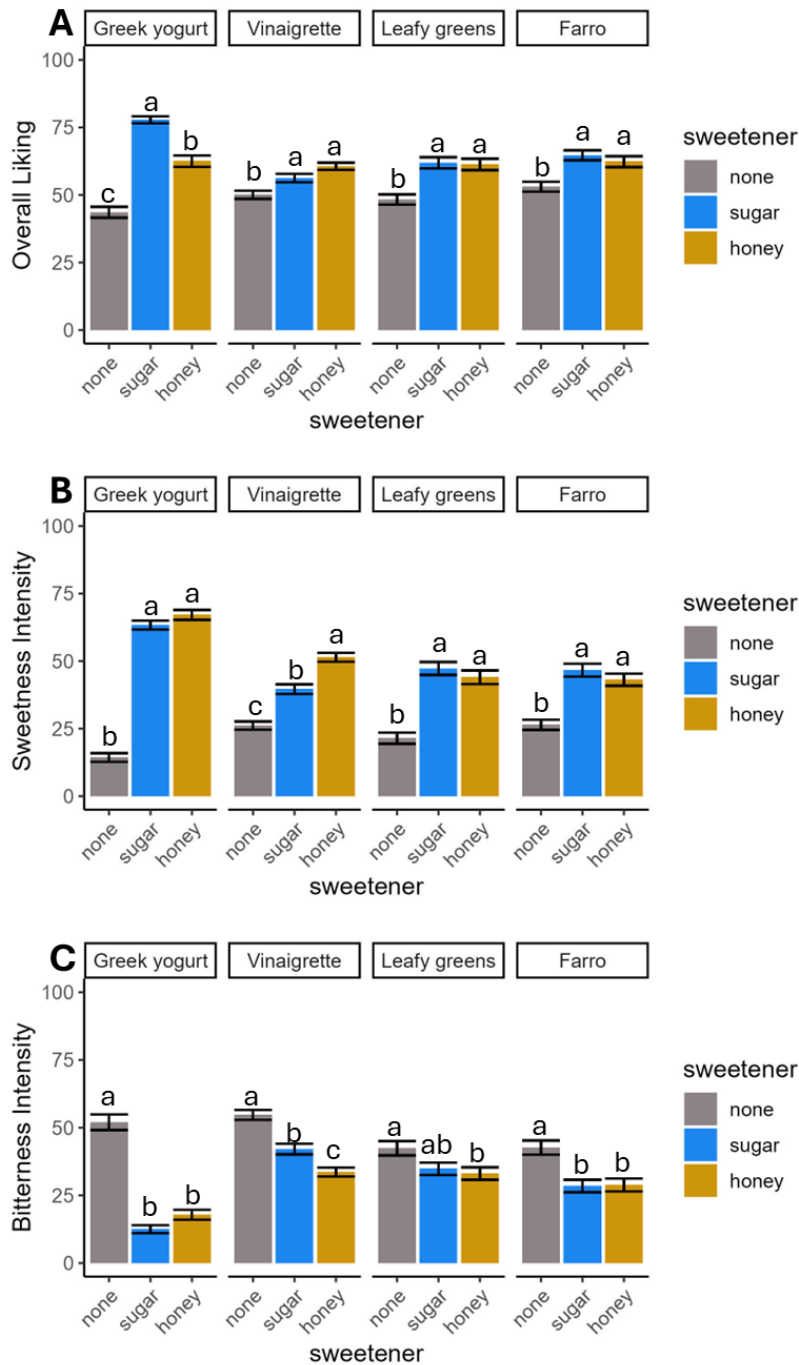 A
Greek yogurt Vinaigrette Leafy greens Farro
100
75
50
25
0
Overall Liking
c a b
b a a
b a a
b a a
none sugar honey none sugar honey none sugar honey none sugar honey
sweetener
sweetener
none
sugar
honey
B
Greek yogurt Vinaigrette Leafy greens Farro
100
75
50
25
0
Sweetness Intensity
b a a
c b a
b a a
b a a
none sugar honey none sugar honey none sugar honey none sugar honey
sweetener
sweetener
none
sugar
honey
C
Greek yogurt Vinaigrette Leafy greens Farro
100
75
50
25
0
Bitterness Intensity
a b b
a b c
a ab b
a b b
none sugar honey none sugar honey none sugar honey none sugar honey
sweetener
sweetener
none
sugar
honey